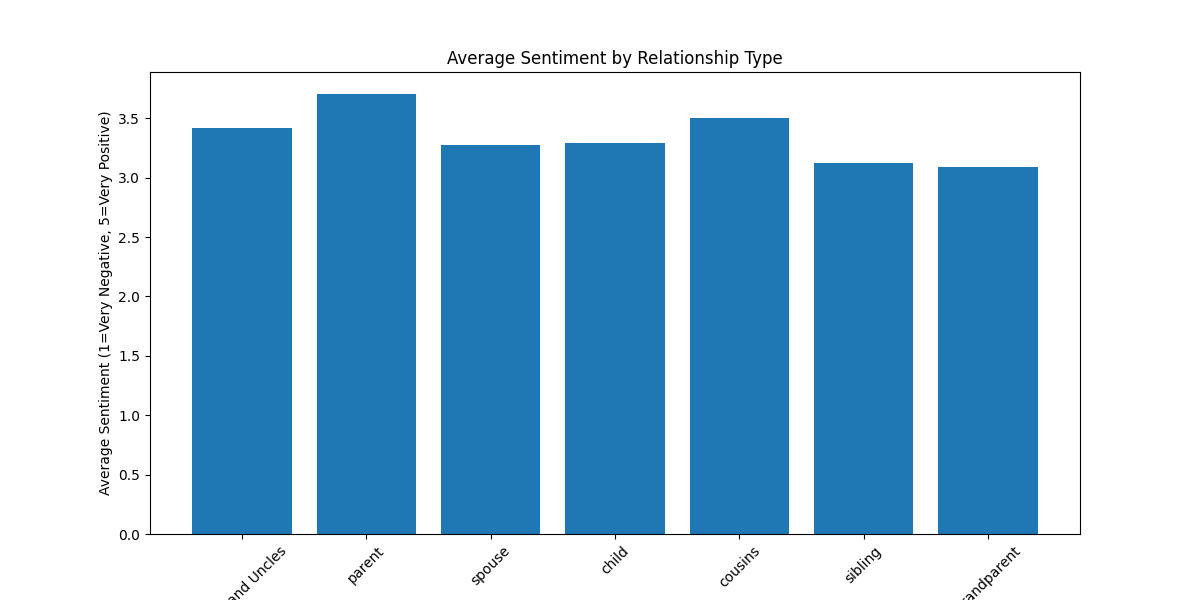 Average Sentiment by Relationship Type
Average Sentiment (1=Very Negative, 5=Very Positive)
3.5
3.0
2.5
2.0
1.5
1.0
0.5
0.0
and Uncles
parent
spouse
child
cousins
sibling
andparent